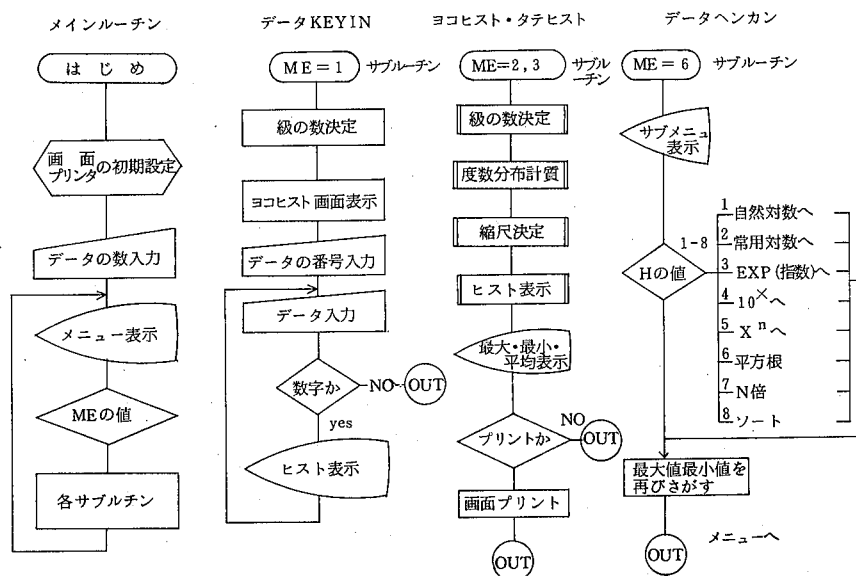 メインルーチン
はじめ
画面
プリンタの初期設定
データの数入力
メニュー表示
MEの値
各サブルチン
データKEYIN
ME=1 サブルーチン
級の数決定
ヨコヒスト画面表示
データの番号入力
データ入力
数字か
NO
OUT
yes
ヒスト表示
ヨコヒスト・タテヒスト
ME=2,3
サブル
ーチン
級の数決定
度数分布計質
縮尺決定
ヒスト表示
最大・最小・
平均表示
プリントか
NO
OUT
画面プリント
OUT
データヘンカン
ME=6 サブルーチン
サブメニュ
表示
Hの値
1-8
1 自然対数へ
2 常用対数へ
3 EXP(指数)へ
4 10ˣへ
5 Xⁿへ
6 平方根
7 N倍
8 ソート
最大値最小値を
再びさがす
メニューへ
OUT